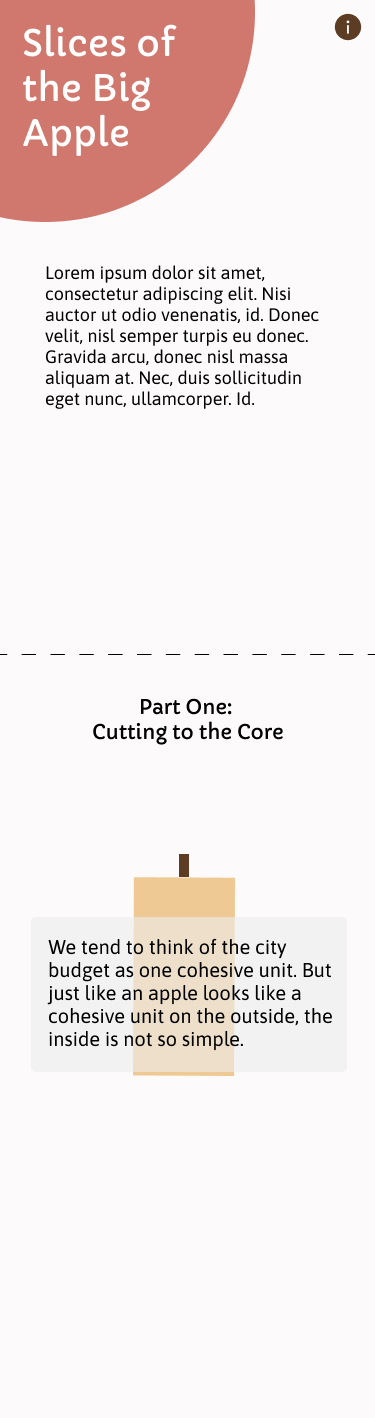 Slices of
the Big
Apple
i
Lorem ipsum dolor sit amet,
consectetur adipiscing elit. Nisi
auctor ut odio venenatis, id. Donec
velit, nisl semper turpis eu donec.
Gravida arcu, donec nisl massa
aliquam at. Nec, duis sollicitudin
eget nunc, ullamcorper. Id.
Part One:
Cutting to the Core
We tend to think of the city
budget as one cohesive unit. But
just like an apple looks like a
cohesive unit on the outside, the
inside is not so simple.